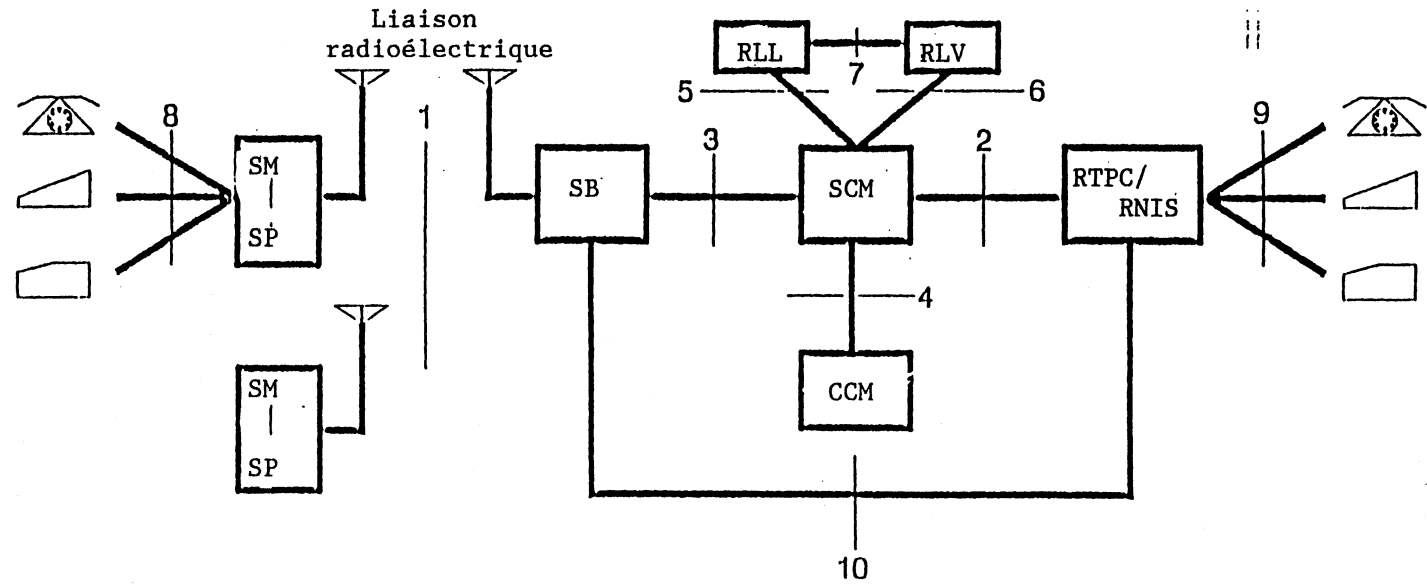 Liaison
radioélectrique
RLL
RLV
7
5
6
8
1
3
2
9
SM
SP
SB
SCM
RTPC/
RNIS
4
SM
SP
CCM
10